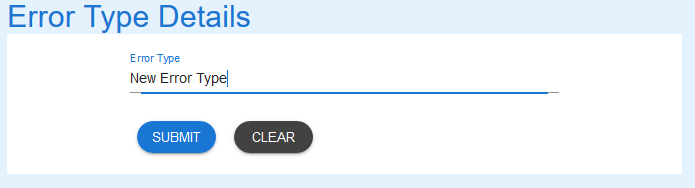 Error Type Details
Error Type
New Error Type
SUBMIT CLEAR